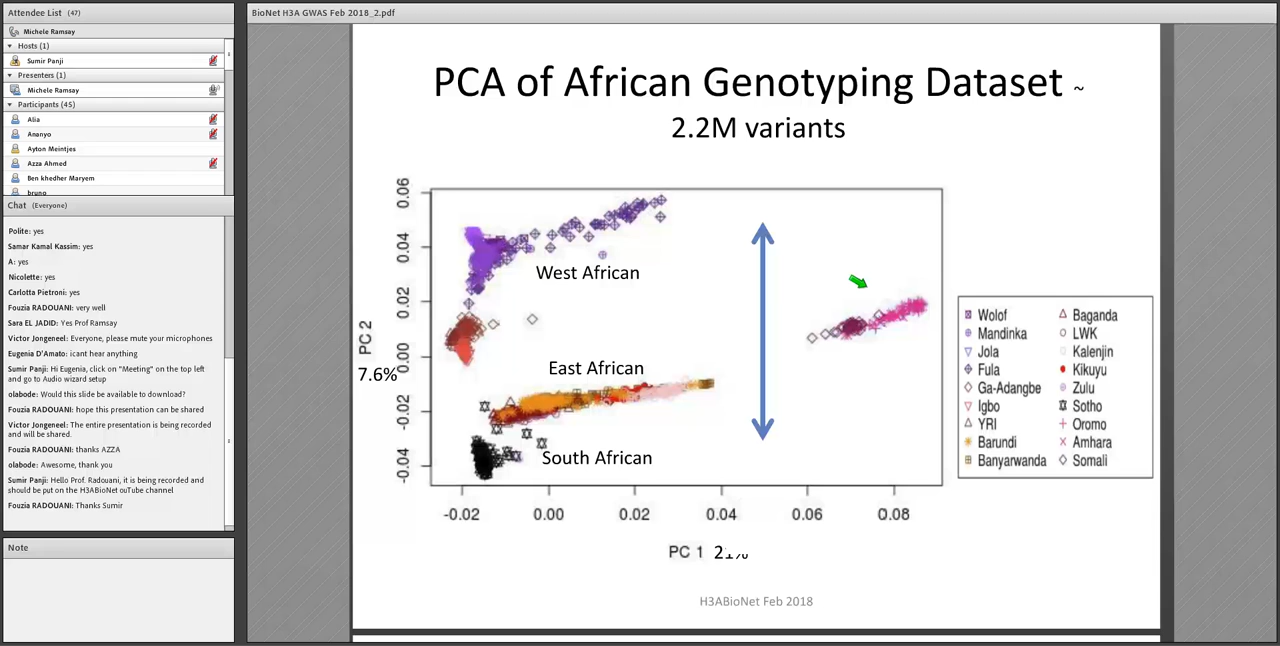 Attendee List (47)
Michele Ramsay
Hosts (1)
Sumir Panji
Presenters (1)
Michele Ramsay
Participants (45)
Alia
Ananyo
Ayton Meintjes
Azza Ahmed
Ben khedher Maryem
bruno
Chat (Everyone)
Polite: yes
Samar Kamal Kassim: yes
A: yes
Nicolette: yes
Carlotta Pietroni: yes
Fouzia RADOUANI: very well
Sara EL JADID: Yes Prof Ramsay
Victor Jongeneel: Everyone, please mute your microphones
Eugenia D'Amato: icant hear anything
Sumir Panji: Hi Eugenia, click on "Meeting" on the top left
and go to Audio wizard setup
olabode: Would this slide be available to download?
Fouzia RADOUANI: hope this presentation can be shared
Victor Jongeneel: The entire presentation is being recorded
and will be shared.
Fouzia RADOUANI: thanks AZZA
olabode: Awesome, thank you
Sumir Panji: Hello Prof. Radouani, it is being recorded and
should be put on the H3ABioNet ouTube channel
Fouzia RADOUANI: Thanks Sumir
Note
BioNet H3A GWAS Feb 2018_2.pdf
PCA of African Genotyping Dataset ~
2.2M variants
0.06
0.04
0.02
0.00
-0.02
-0.04
PC 2
7.6%
West African
East African
South African
-0.02
0.00
0.02
0.04
0.06
0.08
PC 1 21%
Wolof
Mandinka
Jola
Fula
Ga-Adangbe
Igbo
YRI
Barundi
Banyarwanda
Baganda
LWK
Kalenjin
Kikuyu
Zulu
Sotho
Oromo
Amhara
Somali
H3ABioNet Feb 2018